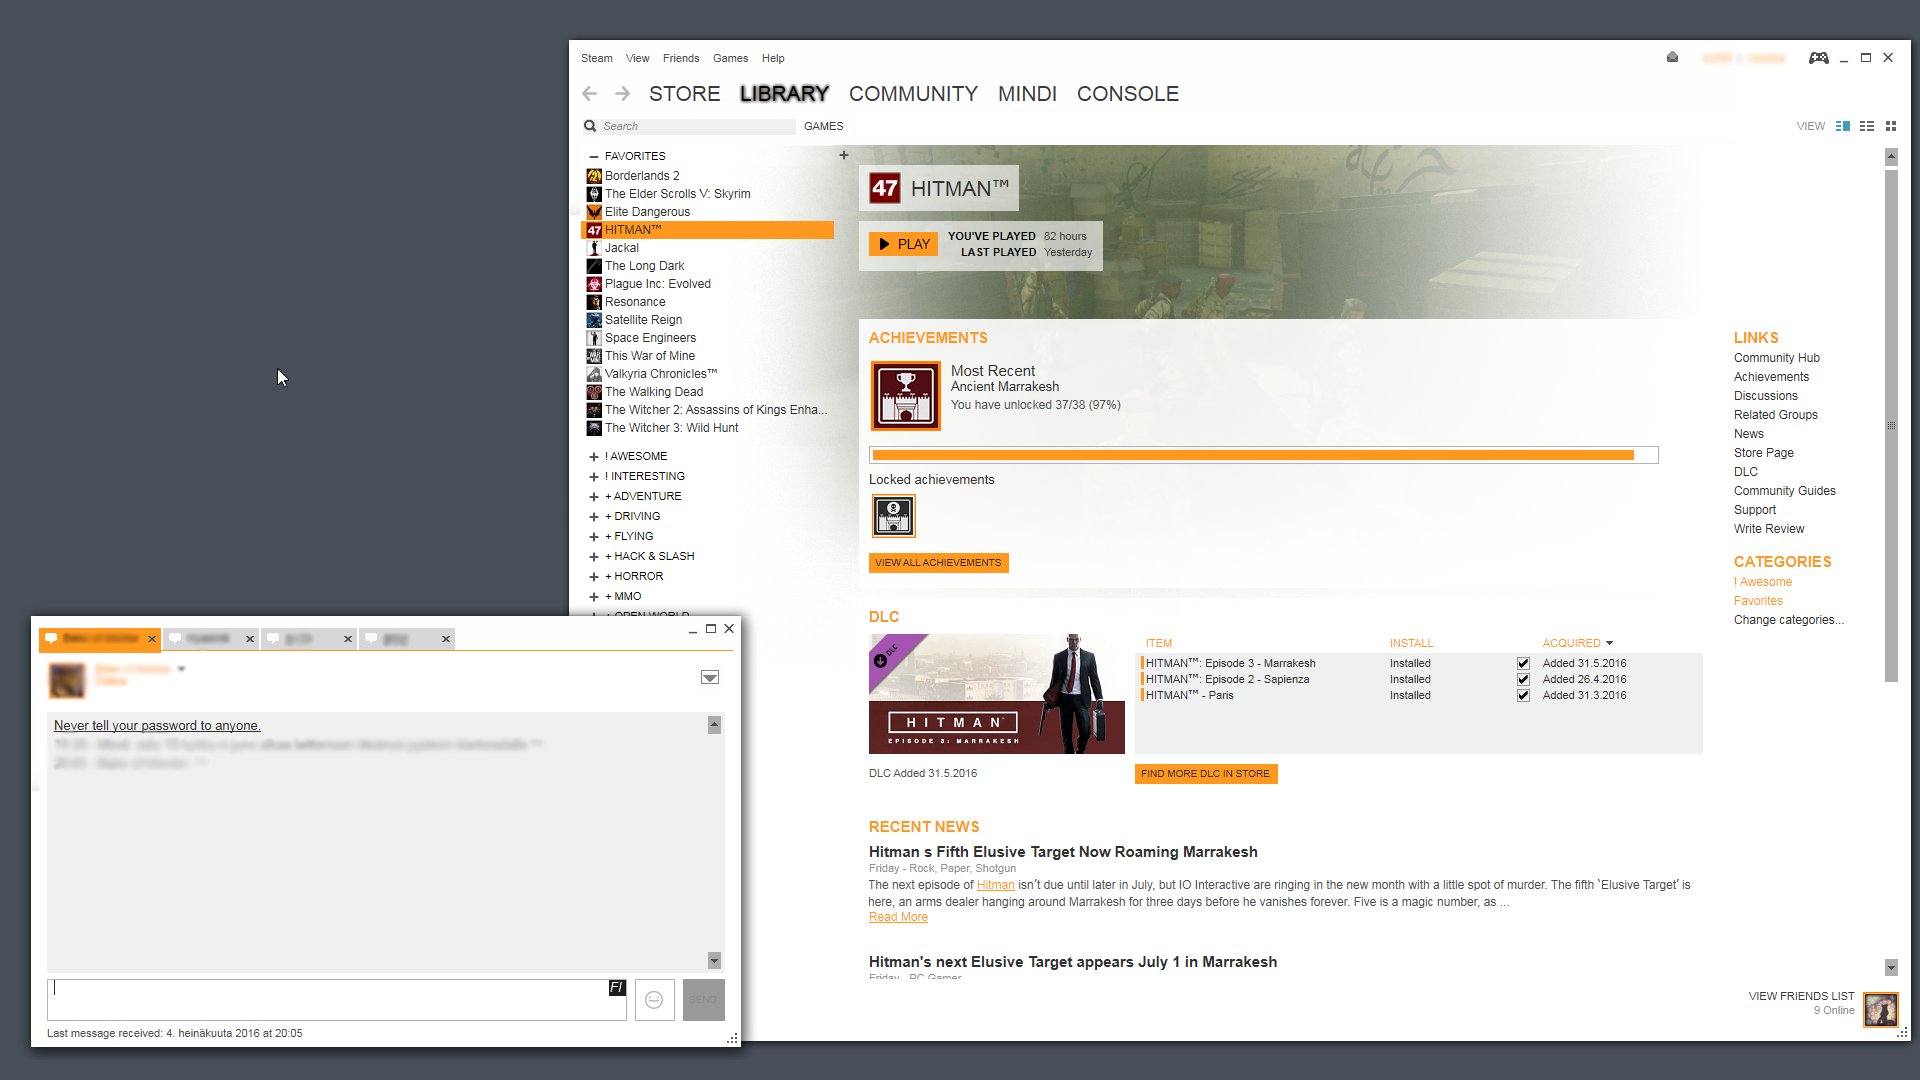 Steam View Friends Games Help
STORE LIBRARY COMMUNITY MINDI CONSOLE
Search GAMES
VIEW
FAVORITES
Borderlands 2
The Elder Scrolls V: Skyrim
Elite Dangerous
47 HITMAN™
Jackal
The Long Dark
Plague Inc: Evolved
Resonance
Satellite Reign
Space Engineers
This War of Mine
Valkyria Chronicles™
The Walking Dead
The Witcher 2: Assassins of Kings Enha...
The Witcher 3: Wild Hunt
! AWESOME
! INTERESTING
+ ADVENTURE
+ DRIVING
+ FLYING
+ HACK & SLASH
+ HORROR
+ MMO
+ OPEN WORLD
47 HITMAN™
PLAY
YOU'VE PLAYED 82 hours
LAST PLAYED Yesterday
ACHIEVEMENTS
Most Recent
Ancient Marrakesh
You have unlocked 37/38 (97%)
Locked achievements
VIEW ALL ACHIEVEMENTS
DLC
DLC
HITMAN
EPISODE 3: MARRAKESH
DLC Added 31.5.2016
ITEM INSTALL ACQUIRED
HITMAN™: Episode 3 - Marrakesh Installed Added 31.5.2016
HITMAN™: Episode 2 - Sapienza Installed Added 26.4.2016
HITMAN™ - Paris Installed Added 31.3.2016
FIND MORE DLC IN STORE
RECENT NEWS
Hitman s Fifth Elusive Target Now Roaming Marrakesh
Friday - Rock, Paper, Shotgun
The next episode of Hitman isn′t due until later in July, but IO Interactive are ringing in the new month with a little spot of murder. The fifth ‵Elusive Target′ is
here, an arms dealer hanging around Marrakesh for three days before he vanishes forever. Five is a magic number, as ...
Read More
Hitman's next Elusive Target appears July 1 in Marrakesh
Friday - PC Gamer
LINKS
Community Hub
Achievements
Discussions
Related Groups
News
Store Page
DLC
Community Guides
Support
Write Review
CATEGORIES
! Awesome
Favorites
Change categories...
VIEW FRIENDS LIST
9 Online
Never tell your password to anyone.
FI
SEND
Last message received: 4. heinäkuuta 2016 at 20:05